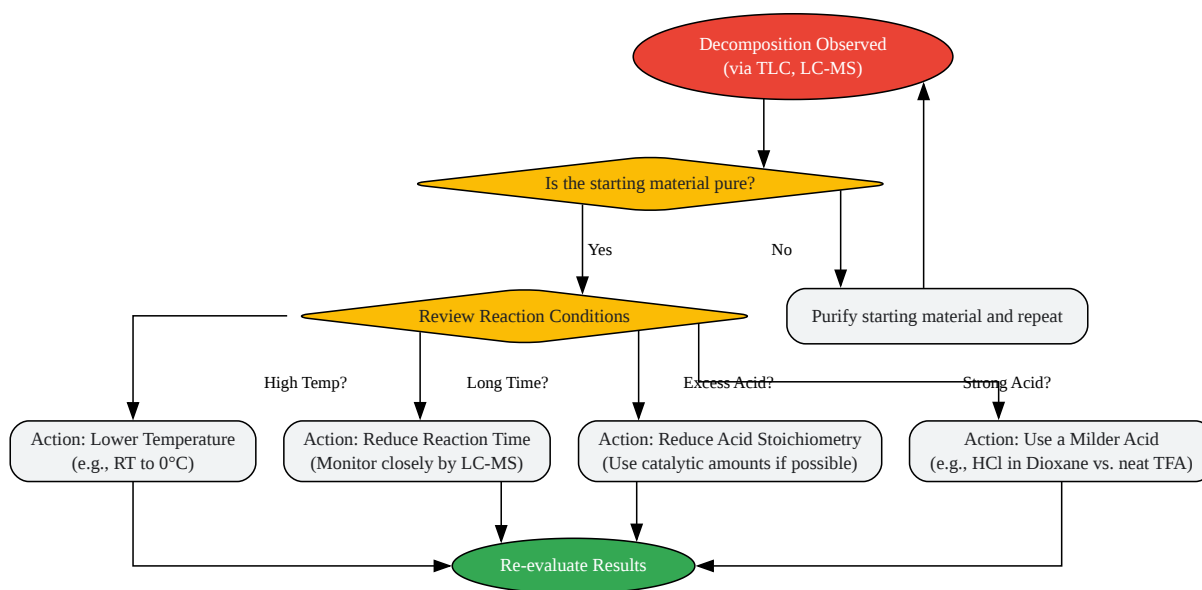 Decomposition Observed
(via TLC, LC-MS)
Is the starting material pure?
Yes
No
Review Reaction Conditions
Purify starting material and repeat
High Temp?
Long Time?
Excess Acid?
Strong Acid?
Action: Lower Temperature
(e.g., RT to 0°C)
Action: Reduce Reaction Time
(Monitor closely by LC-MS)
Action: Reduce Acid Stoichiometry
(Use catalytic amounts if possible)
Action: Use a Milder Acid
(e.g., HCl in Dioxane vs. neat TFA)
Re-evaluate Results